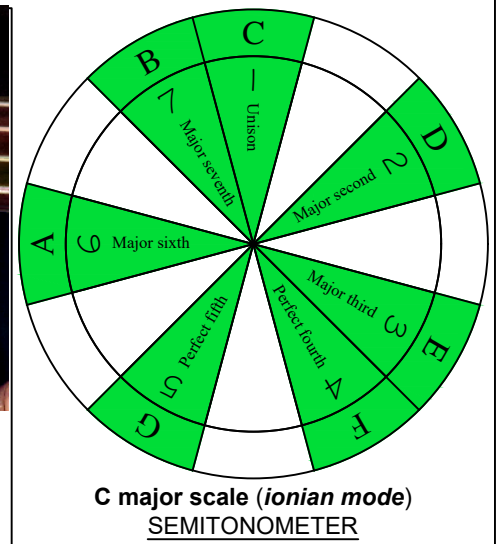 C
1 Unison
D
2 Major second
E
3 Major third
F
4 Perfect fourth
G
5 Perfect fifth
A
6 Major sixth
B
7 Major seventh
C major scale (ionian mode)
SEMITONOMETER